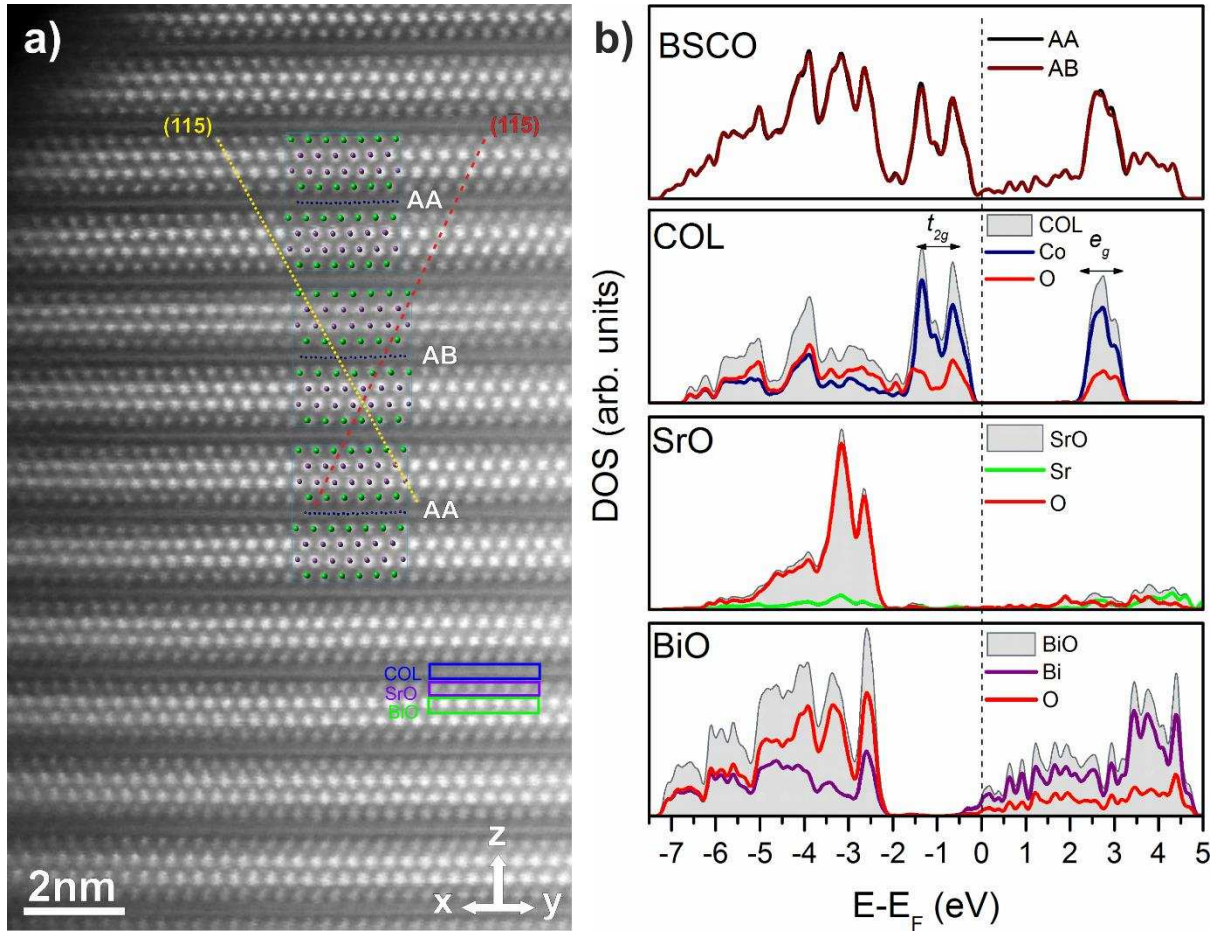 a)
(115)
(1̅15)
AA
AB
AA
COL
SrO
BiO
2nm
z
x
y
b)
BSCO
AA
AB
COL
t2g
eg
COL
Co
O
SrO
SrO
Sr
O
BiO
BiO
Bi
O
DOS (arb. units)
-7 -6 -5 -4 -3 -2 -1 0 1 2 3 4 5
E-EF (eV)